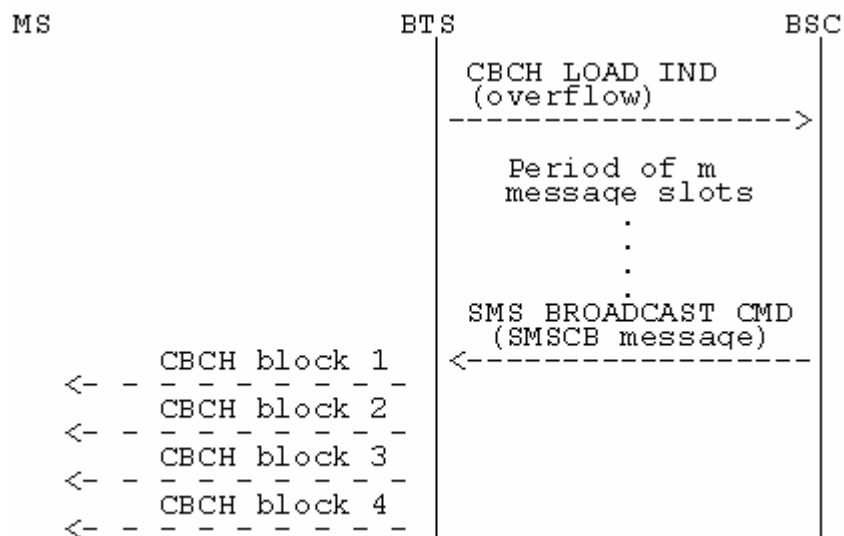 MS BTS BSC
CBCH LOAD IND
(overflow)
Period of m
message slots
SMS BROADCAST CMD
(SMSCB message)
CBCH block 1
CBCH block 2
CBCH block 3
CBCH block 4